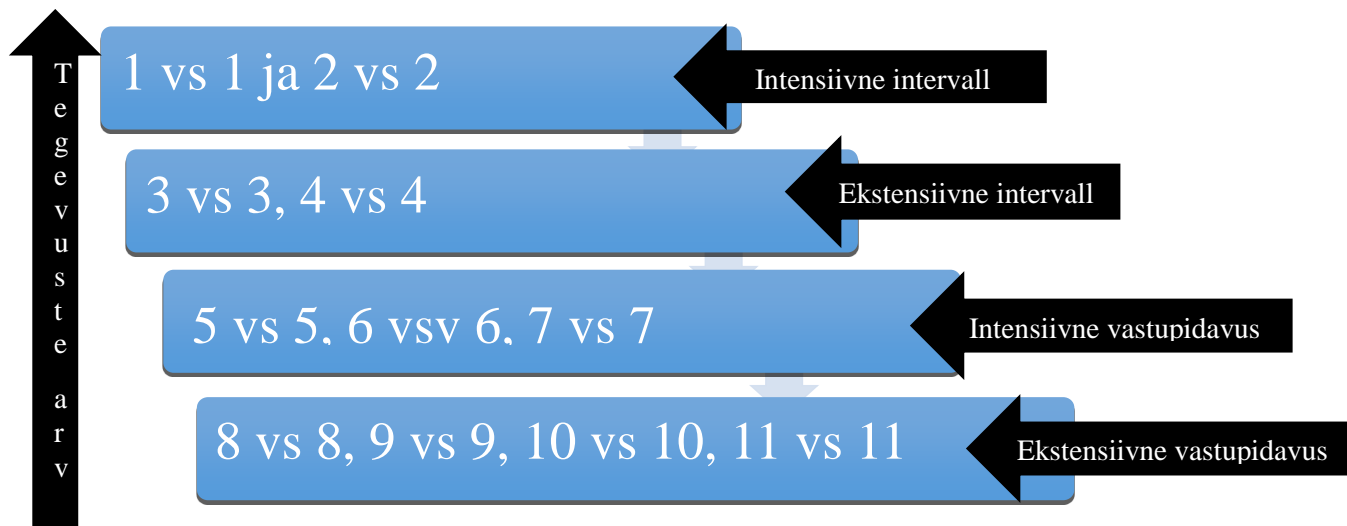 Tegevuste arv
1 vs 1 ja 2 vs 2
Intensiivne intervall
3 vs 3, 4 vs 4
Ekstensiivne intervall
5 vs 5, 6 vsv 6, 7 vs 7
Intensiivne vastupidavus
8 vs 8, 9 vs 9, 10 vs 10, 11 vs 11
Ekstensiivne vastupidavus